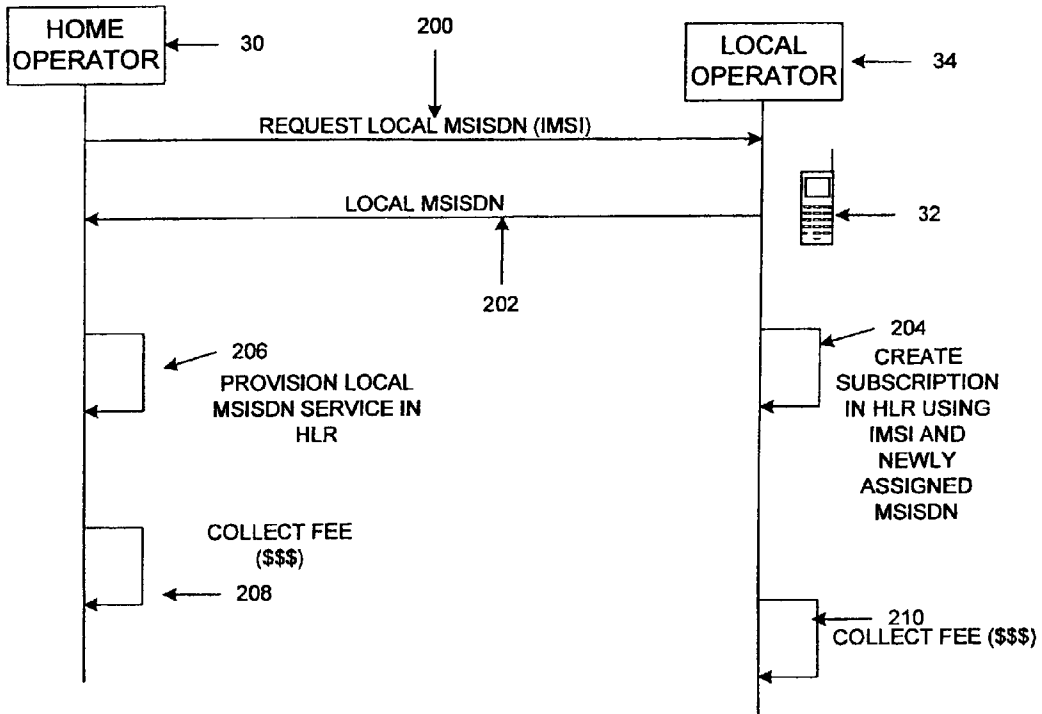 HOME
OPERATOR
30
200
LOCAL
OPERATOR
34
REQUEST LOCAL MSISDN (IMSI)
LOCAL MSISDN
32
202
206
PROVISION LOCAL
MSISDN SERVICE IN
HLR
204
CREATE
SUBSCRIPTION
IN HLR USING
IMSI AND
NEWLY
ASSIGNED
MSISDN
COLLECT FEE
($$$)
208
210
COLLECT FEE ($$$)